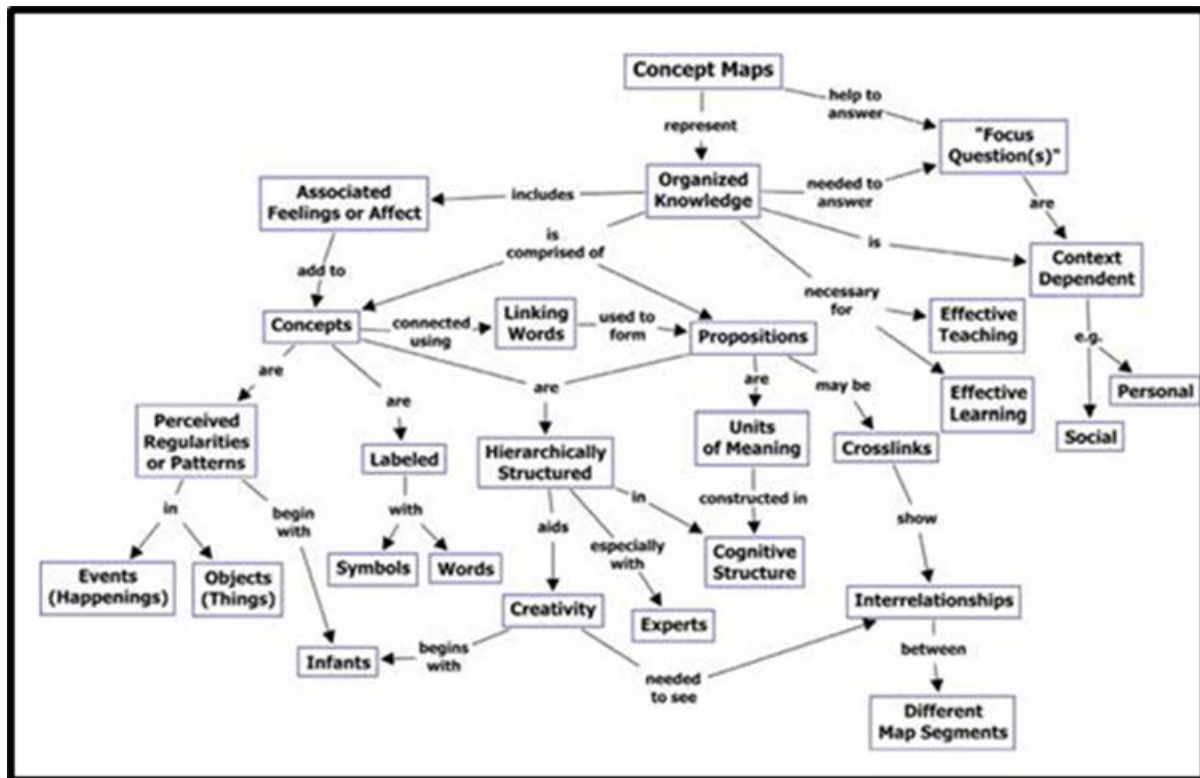 Concept Maps
help to
answer
represent
"Focus
Question(s)"
Organized
Knowledge
Associated
Feelings or Affect
includes
needed to
answer
are
is
is
comprised of
Context
Dependent
add to
necessary
for
Concepts
connected
using
Linking
Words
used to
form
Propositions
Effective
Teaching
e.g.
are
are
are
are
may be
Effective
Learning
Personal
Perceived
Regularities
or Patterns
Labeled
Hierarchically
Structured
Units
of Meaning
Crosslinks
Social
in
begin
with
with
aids
in
constructed in
show
especially
with
Events
(Happenings)
Objects
(Things)
Symbols
Words
Cognitive
Structure
Creativity
Experts
Interrelationships
Infants
begins
with
needed
to see
between
Different
Map Segments